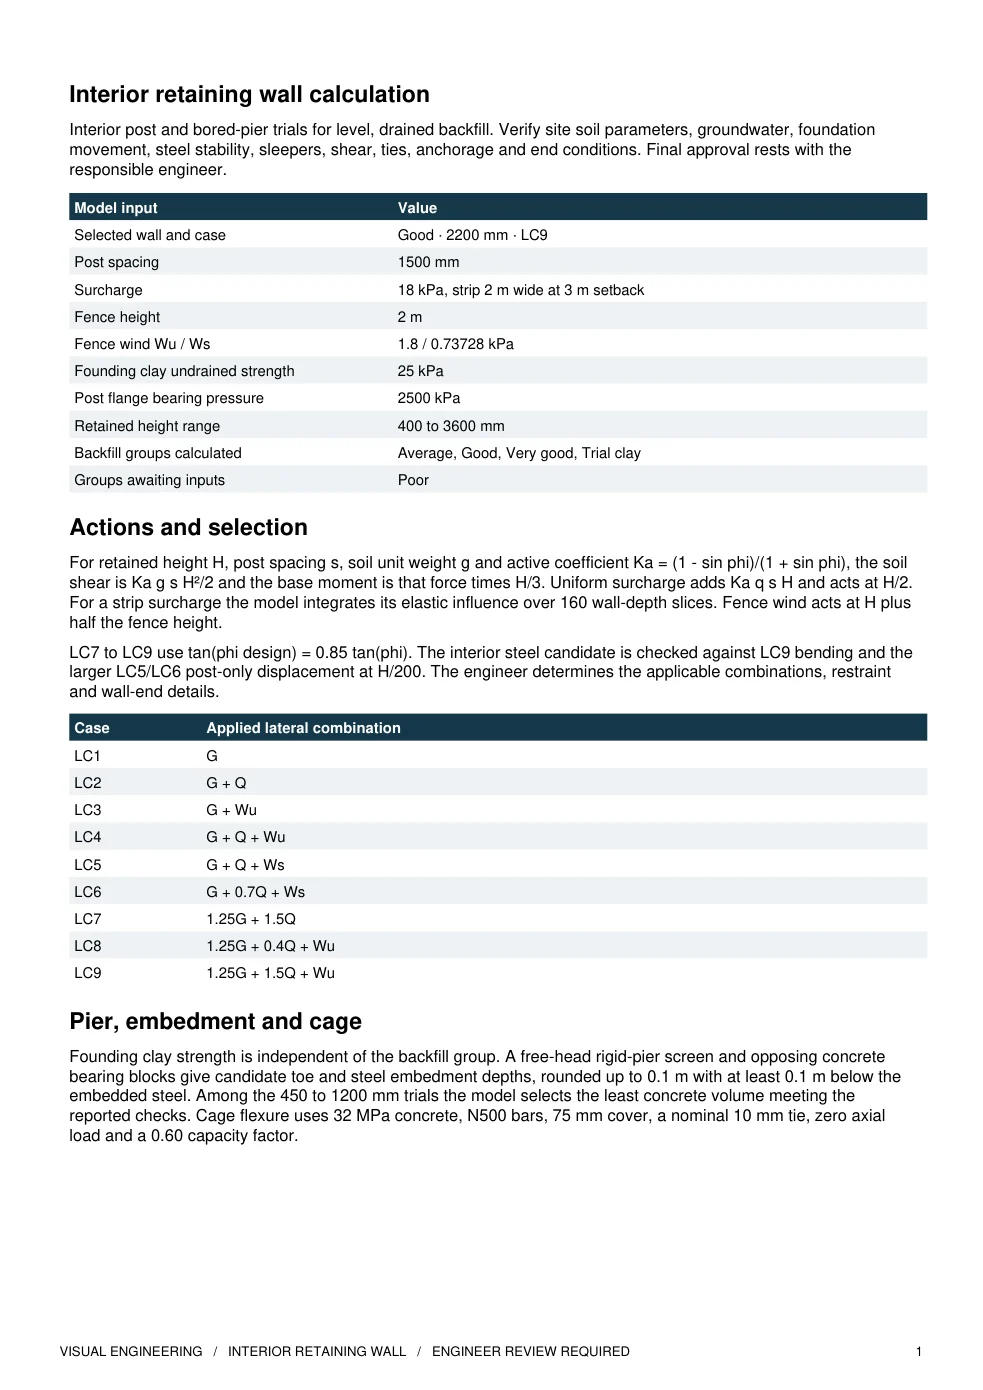 Interior retaining wall calculation
Interior post and bored-pier trials for level, drained backfill. Verify site soil parameters, groundwater, foundation
movement, steel stability, sleepers, shear, ties, anchorage and end conditions. Final approval rests with the
responsible engineer.
Model input Value
Selected wall and case Good · 2200 mm · LC9
Post spacing 1500 mm
Surcharge 18 kPa, strip 2 m wide at 3 m setback
Fence height 2 m
Fence wind Wu / Ws 1.8 / 0.73728 kPa
Founding clay undrained strength 25 kPa
Post flange bearing pressure 2500 kPa
Retained height range 400 to 3600 mm
Backfill groups calculated Average, Good, Very good, Trial clay
Groups awaiting inputs Poor
Actions and selection
For retained height H, post spacing s, soil unit weight g and active coefficient Ka = (1 - sin phi)/(1 + sin phi), the soil
shear is Ka g s H²/2 and the base moment is that force times H/3. Uniform surcharge adds Ka q s H and acts at H/2.
For a strip surcharge the model integrates its elastic influence over 160 wall-depth slices. Fence wind acts at H plus
half the fence height.
LC7 to LC9 use tan(phi design) = 0.85 tan(phi). The interior steel candidate is checked against LC9 bending and the
larger LC5/LC6 post-only displacement at H/200. The engineer determines the applicable combinations, restraint
and wall-end details.
Case Applied lateral combination
LC1 G
LC2 G + Q
LC3 G + Wu
LC4 G + Q + Wu
LC5 G + Q + Ws
LC6 G + 0.7Q + Ws
LC7 1.25G + 1.5Q
LC8 1.25G + 0.4Q + Wu
LC9 1.25G + 1.5Q + Wu
Pier, embedment and cage
Founding clay strength is independent of the backfill group. A free-head rigid-pier screen and opposing concrete
bearing blocks give candidate toe and steel embedment depths, rounded up to 0.1 m with at least 0.1 m below the
embedded steel. Among the 450 to 1200 mm trials the model selects the least concrete volume meeting the
reported checks. Cage flexure uses 32 MPa concrete, N500 bars, 75 mm cover, a nominal 10 mm tie, zero axial
load and a 0.60 capacity factor.
VISUAL ENGINEERING / INTERIOR RETAINING WALL / ENGINEER REVIEW REQUIRED 1